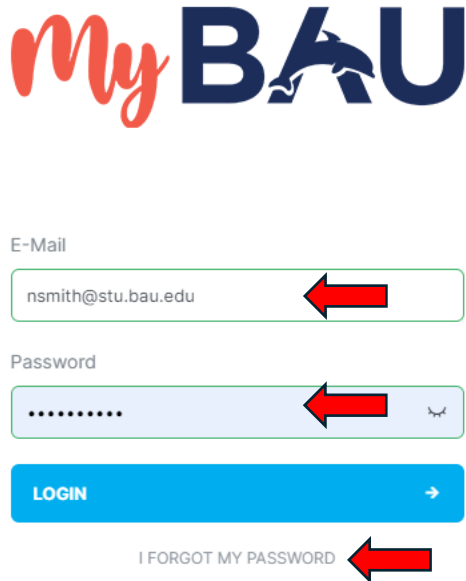 My BAU
E-Mail
nsmith@stu.bau.edu
Password
••••••••••
LOGIN
I FORGOT MY PASSWORD